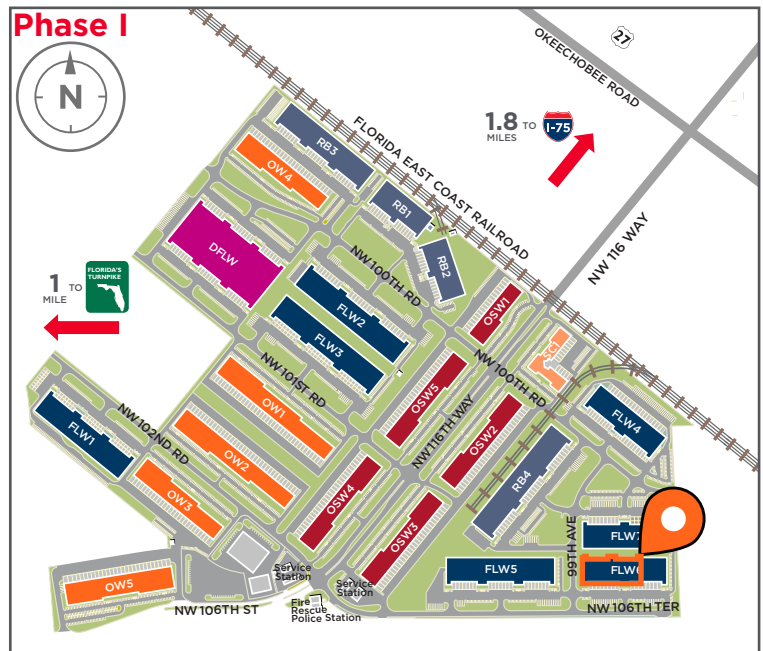 Phase I
N
27
OKEECHOBEE ROAD
1.8 TO
MILES
I-75
FLORIDA EAST COAST RAILROAD
NW 116 WAY
RB3
OW4
RB1
RB2
DFLW
NW 100TH RD
1 TO
MILE
FLORIDA'S
TURNPIKE
FLW2
FLW3
OSW1
SC1
NW 100TH RD
NW 101ST RD
OSW5
NW 116TH WAY
OSW2
FLW4
OW1
FLW1
NW 102ND RD
OW2
OW3
OSW4
OSW3
RB4
99TH AVE
FLW7
FLW6
FLW5
OW5
Service
Station
Service
Station
Fire
Rescue
Police Station
NW 106TH ST
NW 106TH TER